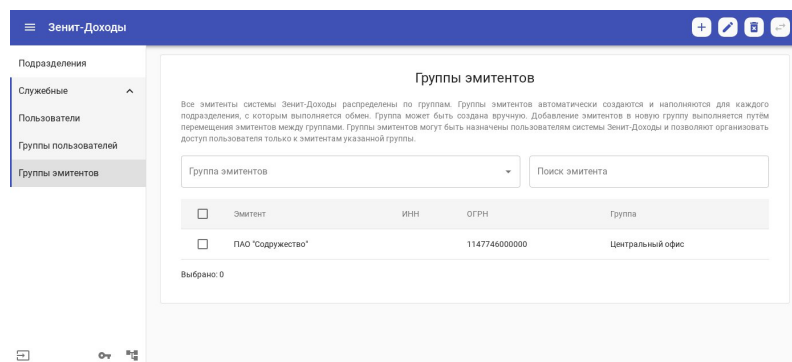 Зенит-Доходы
Подразделения
Служебные
Пользователи
Группы пользователей
Группы эмитентов
Группы эмитентов
Все эмитенты системы Зенит-Доходы распределены по группам. Группы эмитентов автоматически создаются и наполняются для каждого
подразделения, с которым выполняется обмен. Группа может быть создана вручную. Добавление эмитентов в новую группу выполняется путём
перемещения эмитентов между группами. Группы эмитентов могут быть назначены пользователям системы Зенит-Доходы и позволяют организовать
доступ пользователя только к эмитентам указанной группы.
Группа эмитентов
Поиск эмитента
Эмитент ИНН ОГРН Группа
ПАО "Содружество" 1147746000000 Центральный офис
Выбрано: 0